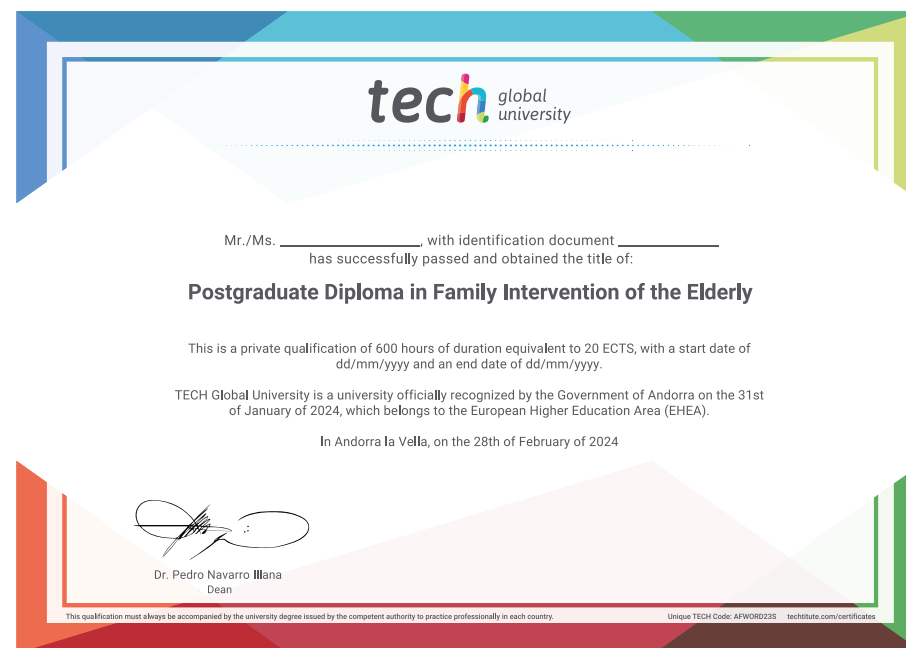 tech global university
Mr./Ms. ____________________, with identification document ______________
has successfully passed and obtained the title of:
Postgraduate Diploma in Family Intervention of the Elderly
This is a private qualification of 600 hours of duration equivalent to 20 ECTS, with a start date of
dd/mm/yyyy and an end date of dd/mm/yyyy.
TECH Global University is a university officially recognized by the Government of Andorra on the 31st
of January of 2024, which belongs to the European Higher Education Area (EHEA).
In Andorra la Vella, on the 28th of February of 2024
Dr. Pedro Navarro Illana
Dean
This qualification must always be accompanied by the university degree issued by the competent authority to practice professionally in each country.
Unique TECH Code: AFWORD23S techtitute.com/certificates